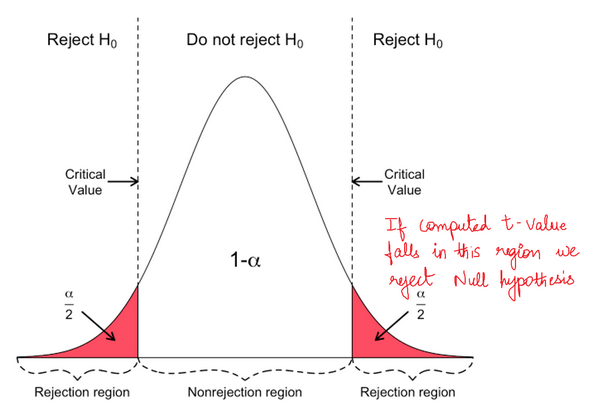 Reject H₀
Do not reject H₀
Reject H₀
Critical
Value
Critical
Value
If computed t-value
falls in this region we
reject Null hypothesis
1-α
α
2
α
2
Rejection region
Nonrejection region
Rejection region